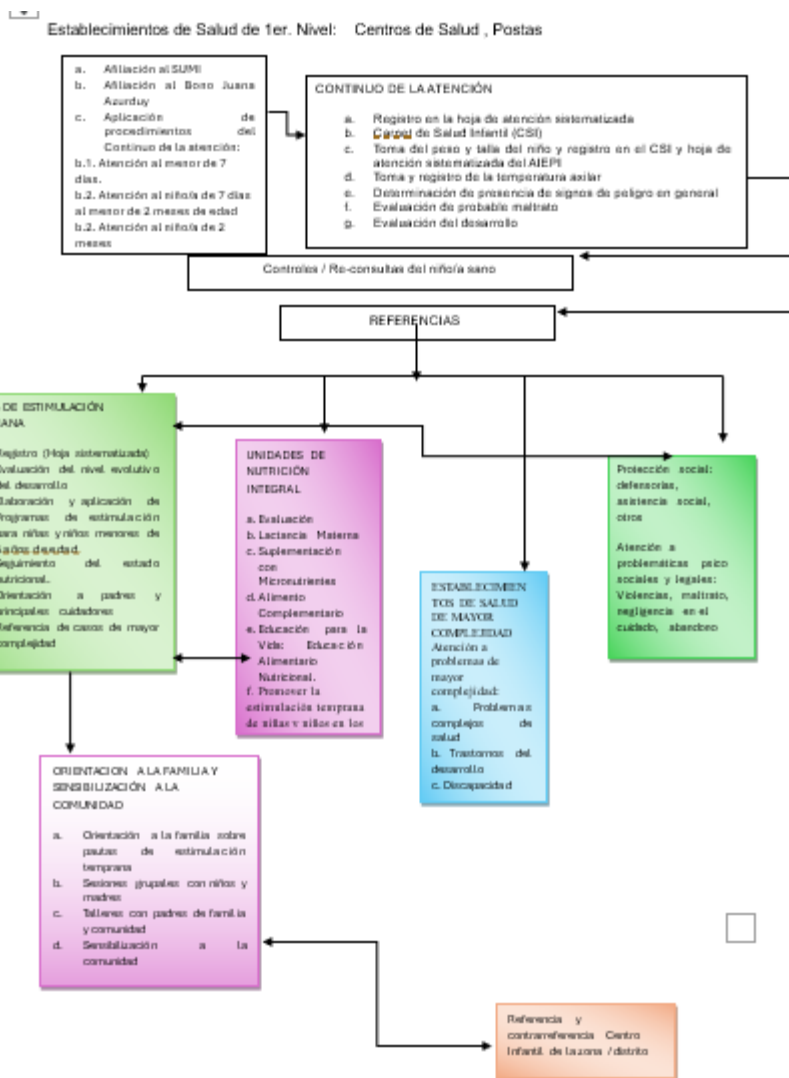 Establecimientos de Salud de 1er. Nivel: Centros de Salud , Postas
a. Afiliación al SUMI
b. Afiliación al Bono Juana
Azurduy
c. Aplicación de
procedimientos del
Continuo de la atención:
b.1. Atención al menor de 7
días.
b.2. Atención al niño/a de 7 días
al menor de 2 meses de edad
b.2. Atención al niño/a de 2
meses
CONTINUO DE LA ATENCIÓN
a. Registro en la hoja de atención sistematizada
b. Carnet de Salud Infantil (CSI)
c. Toma del peso y talla del niño y registro en el CSI y hoja de
atención sistematizada del AIEPI
d. Toma y registro de la temperatura axilar
e. Determinación de presencia de signos de peligro en general
f. Evaluación de probable maltrato
g. Evaluación del desarrollo
Controles / Re-consultas del niño/a sano
REFERENCIAS
DE ESTIMULACIÓN
ANA
egistro (Hoja sistematizada)
valuación del nivel evolutivo
del desarrollo
laboración y aplicación de
Programas de estimulación
para niñas y niños menores de
años de edad.
Seguimiento del estado
nutricional.
Orientación a padres y
principales cuidadores
Referencia de casos de mayor
complejidad
UNIDADES DE
NUTRICIÓN
INTEGRAL
a. Evaluación
b. Lactancia Materna
c. Suplementación
con
Micronutrientes
d. Alimento
Complementario
e. Educación para la
Vida: Educación
Alimentario
Nutricional.
f. Promover la
estimulación temprana
de niñas y niños en los
ESTABLECIMIEN
TOS DE SALUD
DE MAYOR
COMPLEJIDAD
Atención a
problemas de
mayor
complejidad:
a. Problemas
complejos de
salud
b. Trastornos del
desarrollo
c. Discapacidad
Protección social:
defensorías,
asistencia social,
otros
Atención a
problemáticas psico
sociales y legales:
Violencias, maltrato,
negligencia en el
cuidado, abandono
ORIENTACION A LA FAMILIA Y
SENSIBILIZACIÓN A LA
COMUNIDAD
a. Orientación a la familia sobre
pautas de estimulación
temprana
b. Sesiones grupales con niños y
madres
c. Talleres con padres de familia
y comunidad
d. Sensibilización a la
comunidad
Referencia y
contrarreferencia Centro
Infantil de la zona / distrito